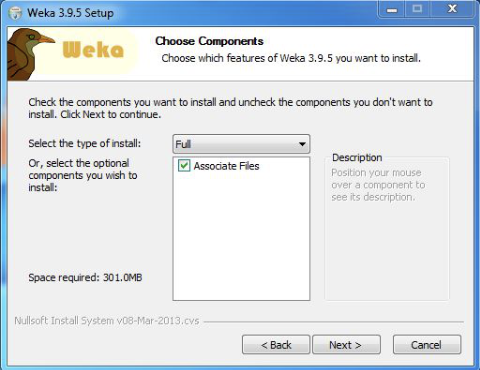 Weka 3.9.5 Setup
Weka
Choose Components
Choose which features of Weka 3.9.5 you want to install.
Check the components you want to install and uncheck the components you don't want to
install. Click Next to continue.
Select the type of install:
Full
Or, select the optional
components you wish to
install:
Associate Files
Description
Position your mouse
over a component to
see its description.
Space required: 301.0MB
Nullsoft Install System v08-Mar-2013.cvs
< Back
Next >
Cancel